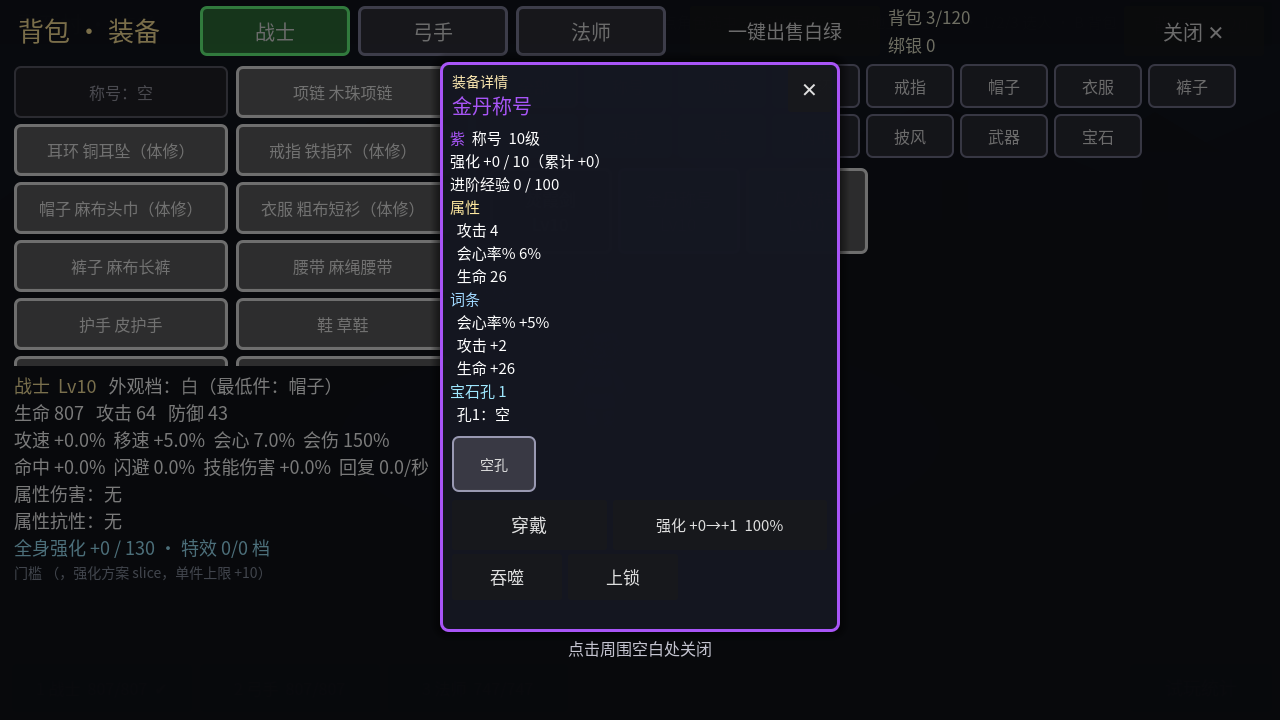 背包 · 装备
战士
弓手
法师
一键出售白绿
背包 3/120
绑银 0
关闭 ✕
称号：空
项链 木珠项链
耳环 铜耳坠（体修）
戒指 铁指环（体修）
帽子 麻布头巾（体修）
衣服 粗布短衫（体修）
裤子 麻布长裤
腰带 麻绳腰带
护手 皮护手
鞋 草鞋
战士 Lv10 外观档：白（最低件：帽子）
生命 807 攻击 64 防御 43
攻速 +0.0% 移速 +5.0% 会心 7.0% 会伤 150%
命中 +0.0% 闪避 0.0% 技能伤害 +0.0% 回复 0.0/秒
属性伤害：无
属性抗性：无
全身强化 +0 / 130 · 特效 0/0 档
门槛 （，强化方案 slice，单件上限 +10）
装备详情
✕
金丹称号
紫 称号 10级
强化 +0 / 10（累计 +0）
进阶经验 0 / 100
属性
攻击 4
会心率% 6%
生命 26
词条
会心率% +5%
攻击 +2
生命 +26
宝石孔 1
孔1：空
空孔
穿戴
强化 +0→+1 100%
吞噬
上锁
点击周围空白处关闭
戒指
帽子
衣服
裤子
披风
武器
宝石